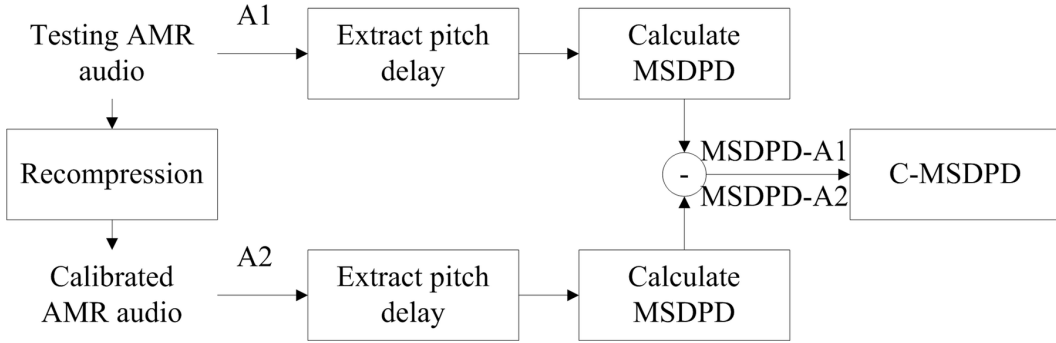 A1
Testing AMR
audio
Extract pitch
delay
Calculate
MSDPD
Recompression
-
MSDPD-A1
MSDPD-A2
C-MSDPD
Calibrated
AMR audio
A2
Extract pitch
delay
Calculate
MSDPD